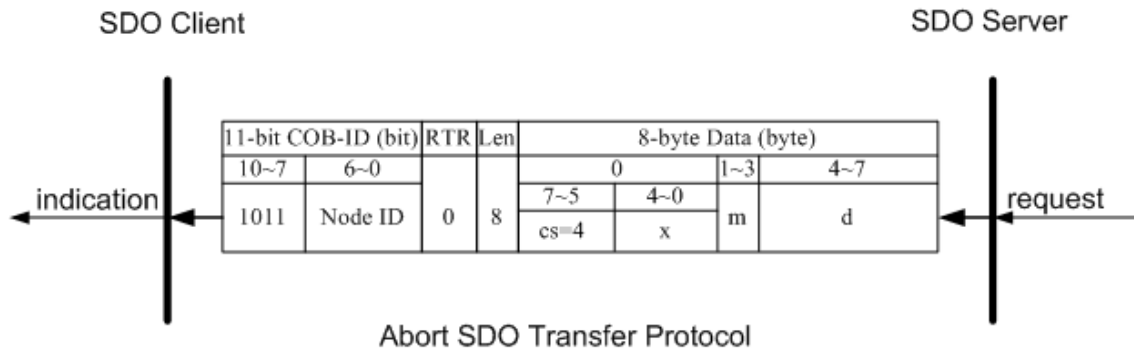 SDO Client
SDO Server
11-bit COB-ID (bit) RTR Len 8-byte Data (byte)
10~7 6~0 0 1~3 4~7
indication
request
7~5 4~0
1011 Node ID 0 8 m d
cs=4 x
Abort SDO Transfer Protocol